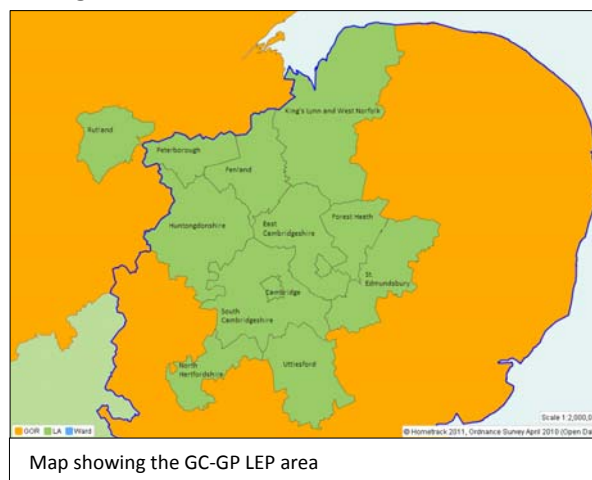 King's Lynn and West Norfolk
Rutland
Peterborough
Fenland
Huntongdonshire
East
Cambridgeshire
Forest Heath
St.
Edmundsbury
Cambridge
South
Cambridgeshire
North
Hertfordshire
Uttlesford
Scale 1:2,000,0
GOR LA Ward
© Hometrack 2011, Ordnance Survey April 2010 (Open Da
Map showing the GC-GP LEP area